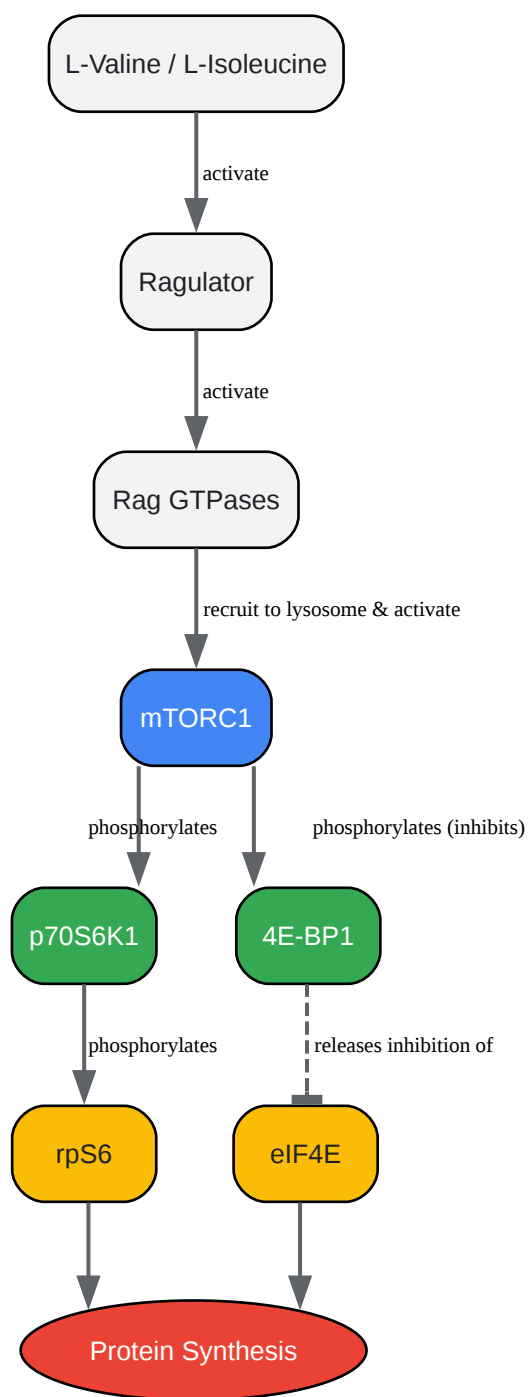 L-Valine / L-Isoleucine
activate
Ragulator
activate
Rag GTPases
recruit to lysosome & activate
mTORC1
phosphorylates
phosphorylates (inhibits)
p70S6K1
4E-BP1
phosphorylates
releases inhibition of
rpS6
eIF4E
Protein Synthesis